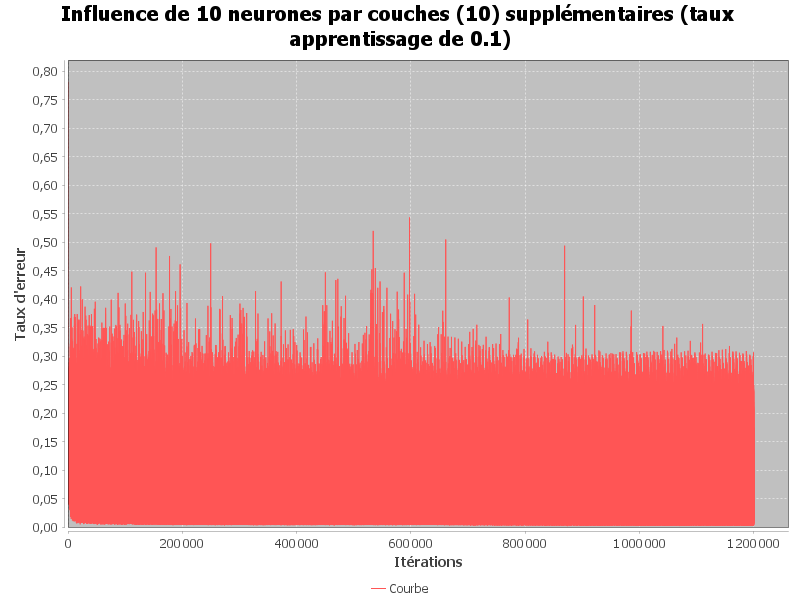 Influence de 10 neurones par couches (10) supplémentaires (taux
apprentissage de 0.1)
Taux d'erreur
0,80
0,75
0,70
0,65
0,60
0,55
0,50
0,45
0,40
0,35
0,30
0,25
0,20
0,15
0,10
0,05
0,00
0 200 000 400 000 600 000 800 000 1 000 000 1 200 000
Itérations
Courbe